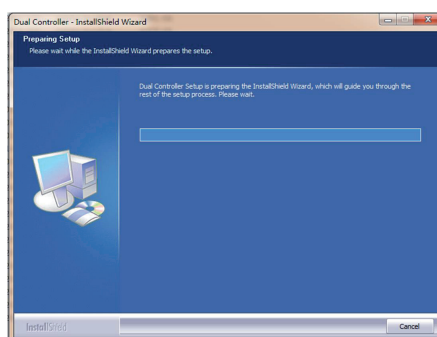 Dual Controller - InstallShield Wizard
Preparing Setup
Please wait while the InstallShield Wizard prepares the setup.
Dual Controller Setup is preparing the InstallShield Wizard, which will guide you through the
rest of the setup process. Please wait.
InstallShield
Cancel